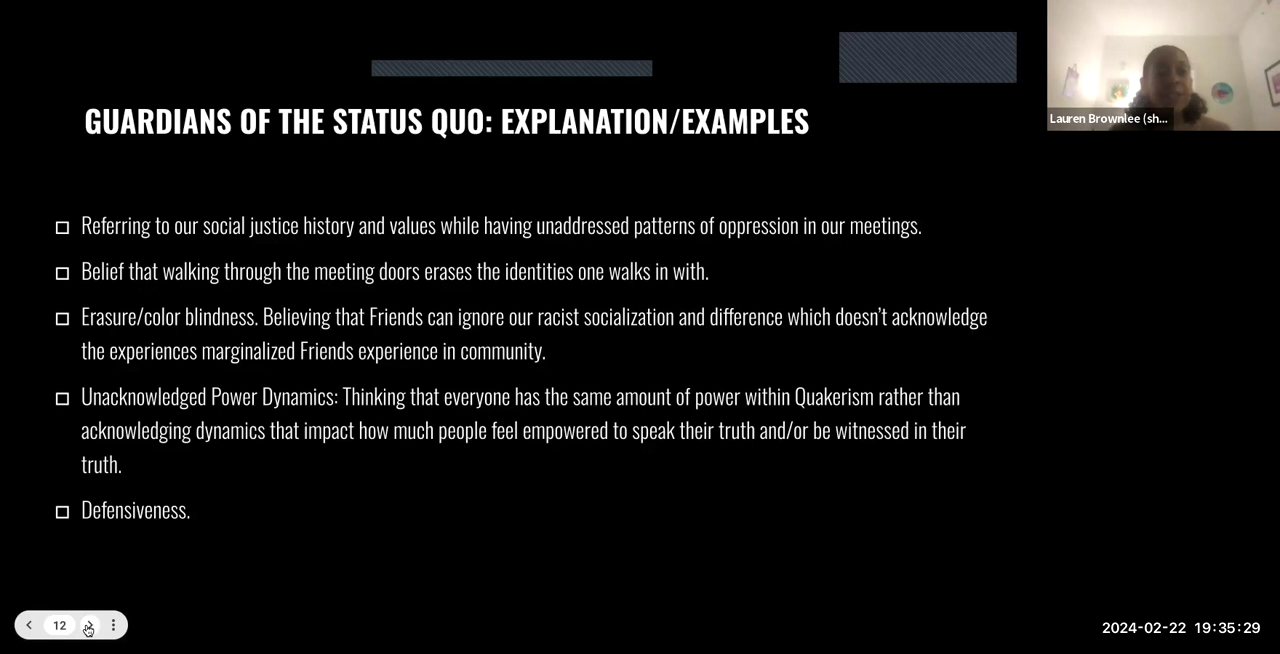 GUARDIANS OF THE STATUS QUO: EXPLANATION/EXAMPLES
Lauren Brownlee (sh...
Referring to our social justice history and values while having unaddressed patterns of oppression in our meetings.
Belief that walking through the meeting doors erases the identities one walks in with.
Erasure/color blindness. Believing that Friends can ignore our racist socialization and difference which doesn’t acknowledge
the experiences marginalized Friends experience in community.
Unacknowledged Power Dynamics: Thinking that everyone has the same amount of power within Quakerism rather than
acknowledging dynamics that impact how much people feel empowered to speak their truth and/or be witnessed in their
truth.
Defensiveness.
12
2024-02-22 19:35:29